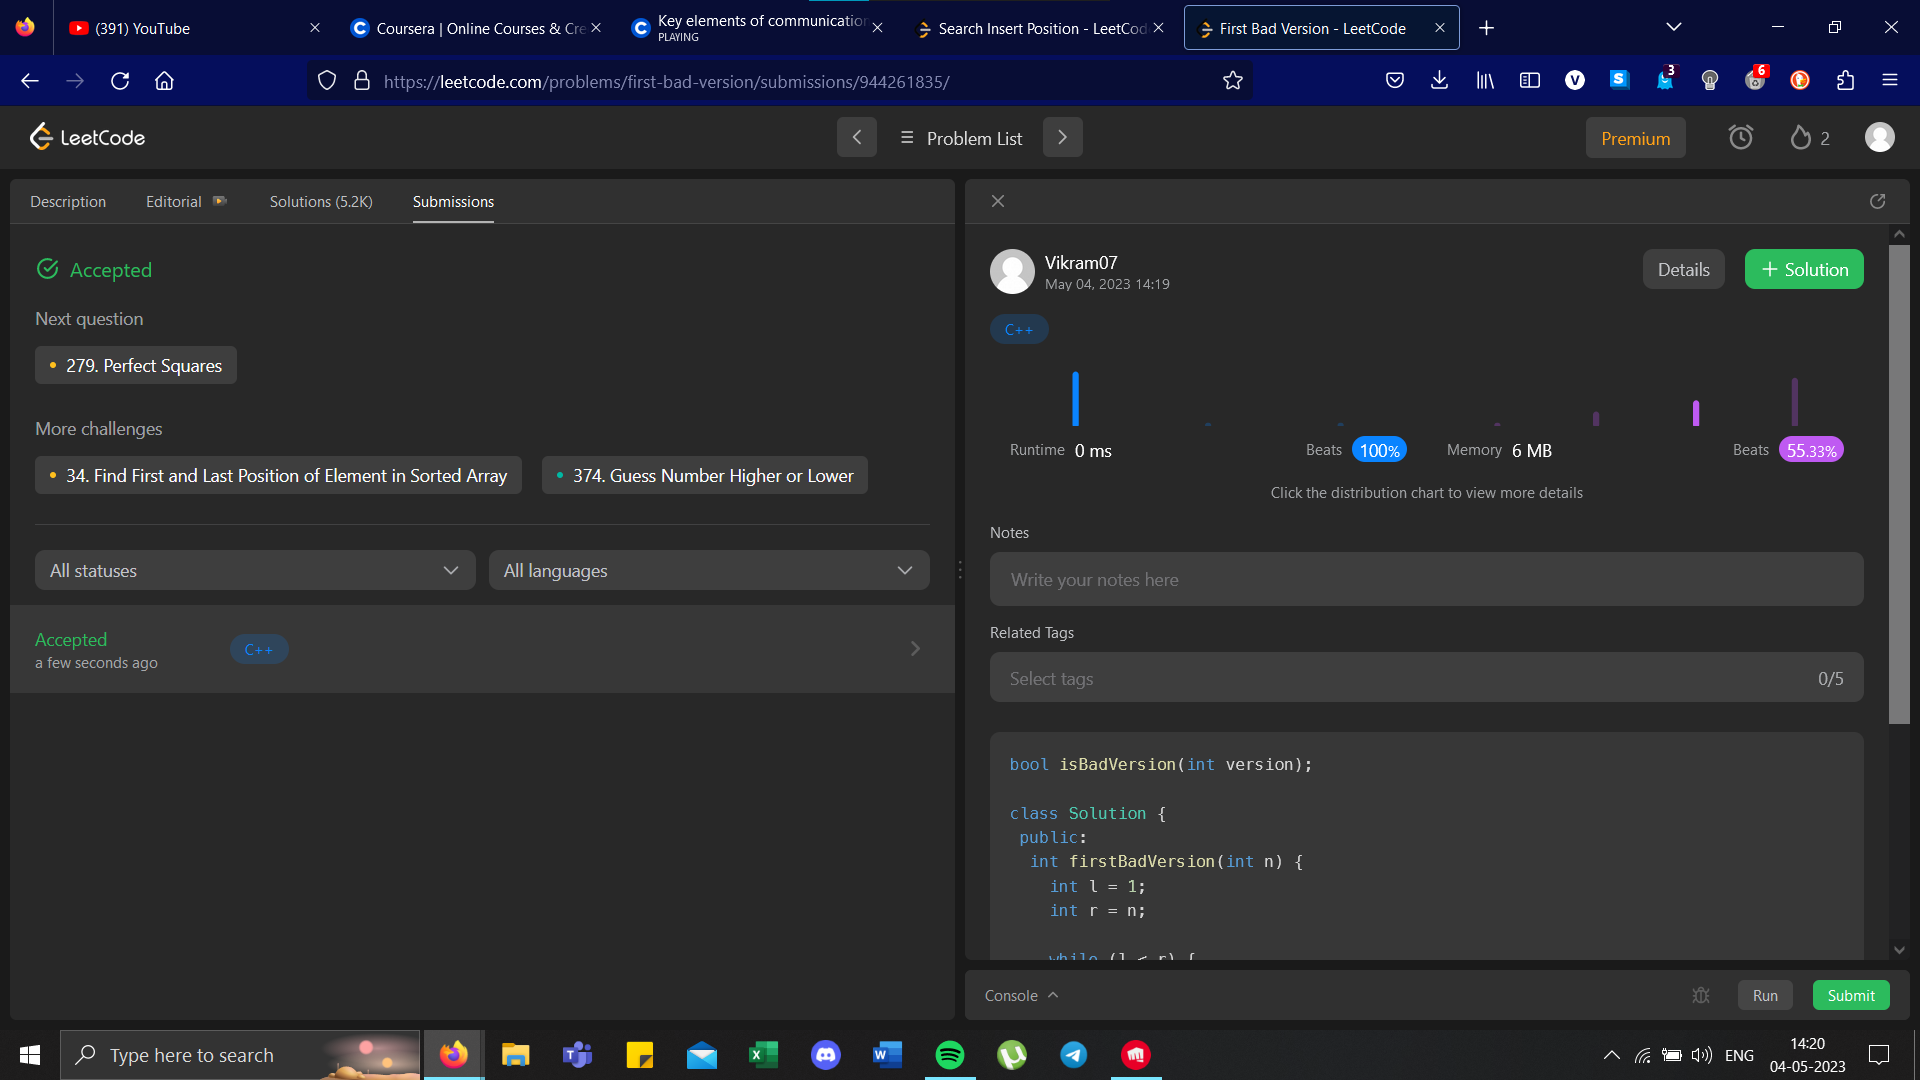 (391) YouTube
Coursera | Online Courses & Cre
Key elements of communication
PLAYING
Search Insert Position - LeetCod
First Bad Version - LeetCode
https://leetcode.com/problems/first-bad-version/submissions/944261835/
V
S
3
6
LeetCode
Problem List
Premium
2
Description
Editorial
Solutions (5.2K)
Submissions
Accepted
Next question
279. Perfect Squares
More challenges
34. Find First and Last Position of Element in Sorted Array
374. Guess Number Higher or Lower
All statuses
All languages
Accepted
a few seconds ago
C++
Vikram07
May 04, 2023 14:19
Details
+ Solution
C++
Runtime 0 ms
Beats 100%
Memory 6 MB
Beats 55.33%
Click the distribution chart to view more details
Notes
Write your notes here
Related Tags
Select tags
0/5
bool isBadVersion(int version);
class Solution {
public:
int firstBadVersion(int n) {
int l = 1;
int r = n;
while (l < r) {
Console
Run
Submit
Type here to search
ENG
14:20
04-05-2023